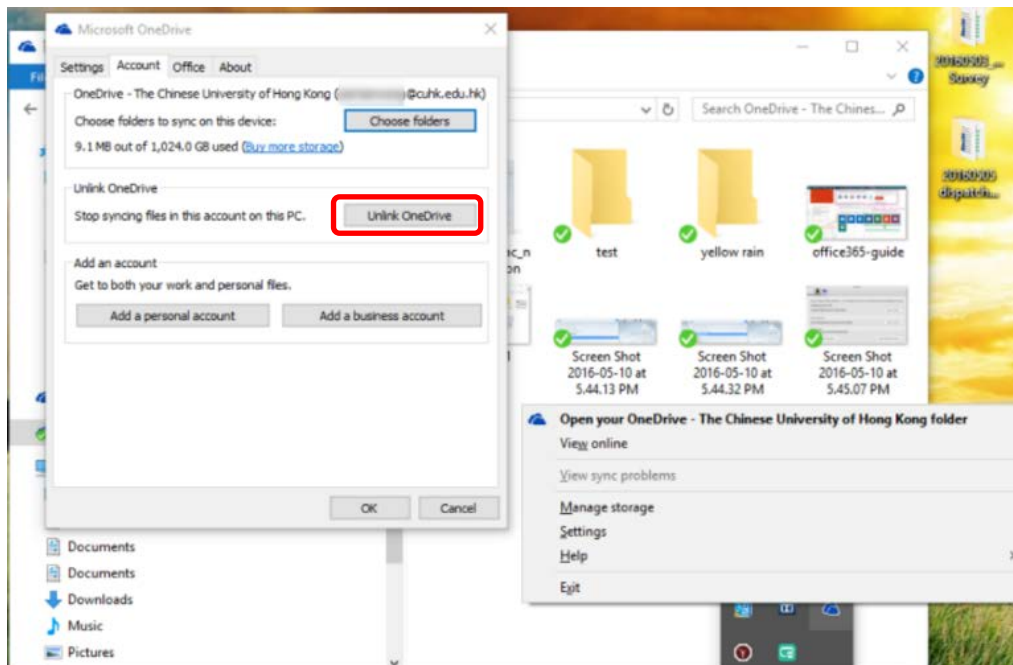 Microsoft OneDrive
Settings Account Office About
OneDrive - The Chinese University of Hong Kong ( @cuhk.edu.hk)
Choose folders to sync on this device:
Choose folders
9.1 MB out of 1,024.0 GB used (Buy more storage)
Unlink OneDrive
Stop syncing files in this account on this PC.
Unlink OneDrive
Add an account
Get to both your work and personal files.
Add a personal account
Add a business account
OK
Cancel
Search OneDrive - The Chines...
test
yellow rain
office365-guide
Screen Shot
2016-05-10 at
5.44.13 PM
Screen Shot
2016-05-10 at
5.44.32 PM
Screen Shot
2016-05-10 at
5.45.07 PM
Survey
20160505
dispatch...
Open your OneDrive - The Chinese University of Hong Kong folder
View online
View sync problems
Manage storage
Settings
Help
Exit
Documents
Documents
Downloads
Music
Pictures